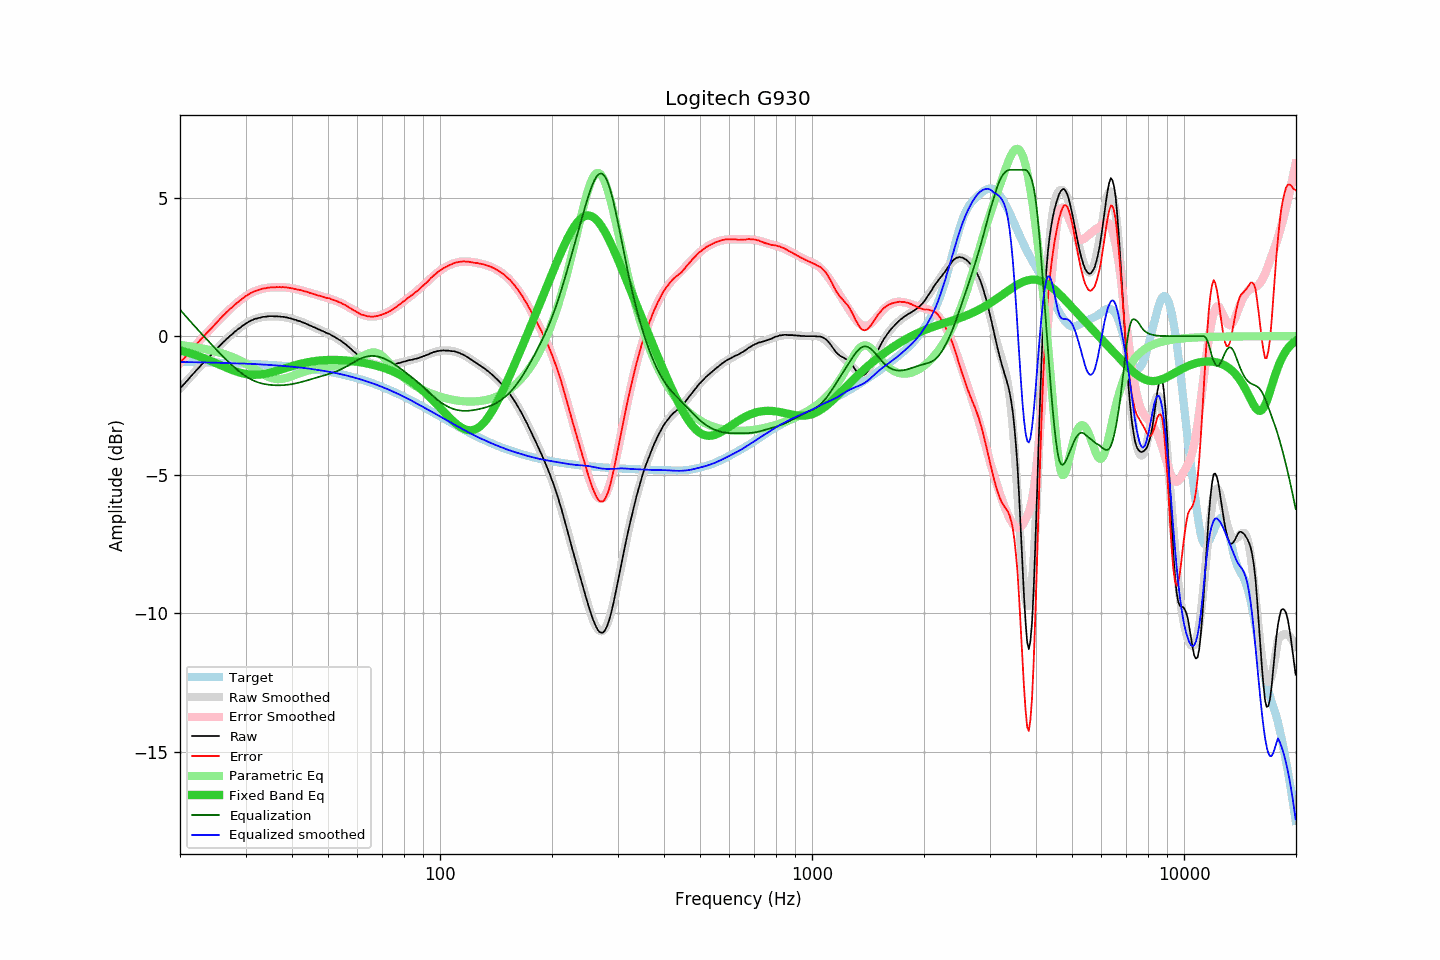 Logitech G930
Amplitude (dBr)
5
0
−5
−10
−15
Target
Raw Smoothed
Error Smoothed
Raw
Error
Parametric Eq
Fixed Band Eq
Equalization
Equalized smoothed
100
1000
10000
Frequency (Hz)